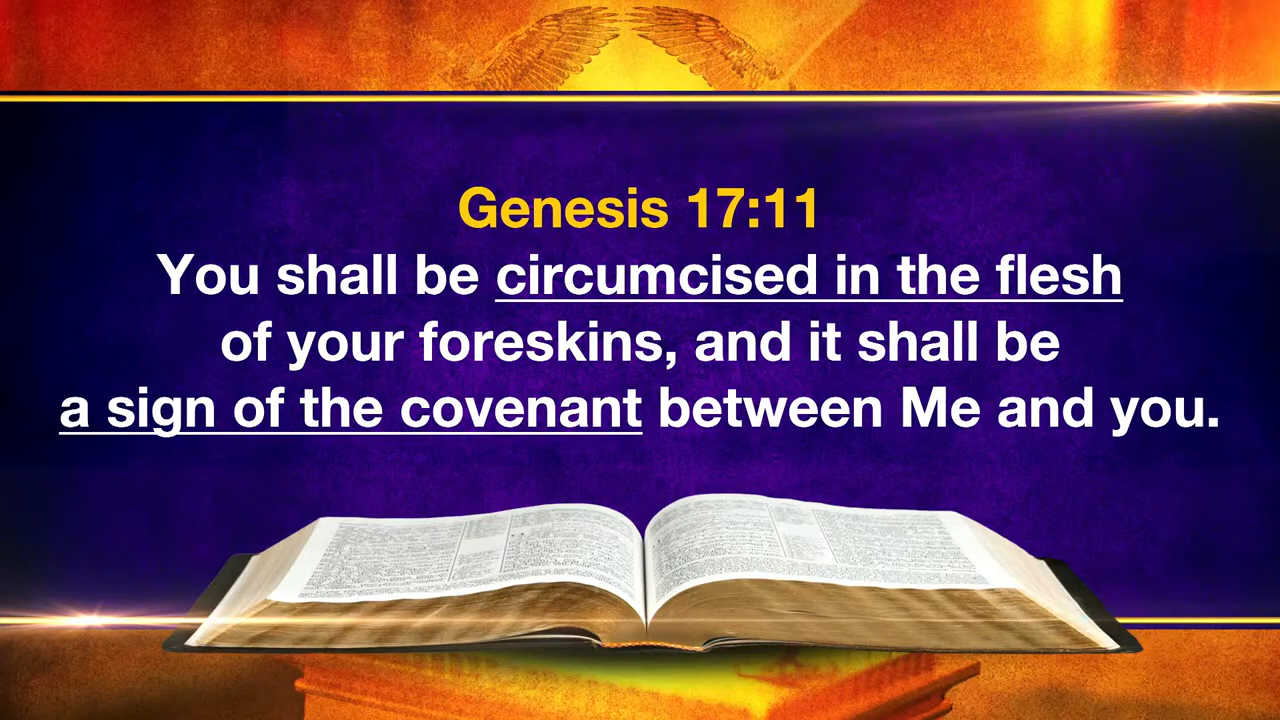 Genesis 17:11
You shall be circumcised in the flesh
of your foreskins, and it shall be
a sign of the covenant between Me and you.